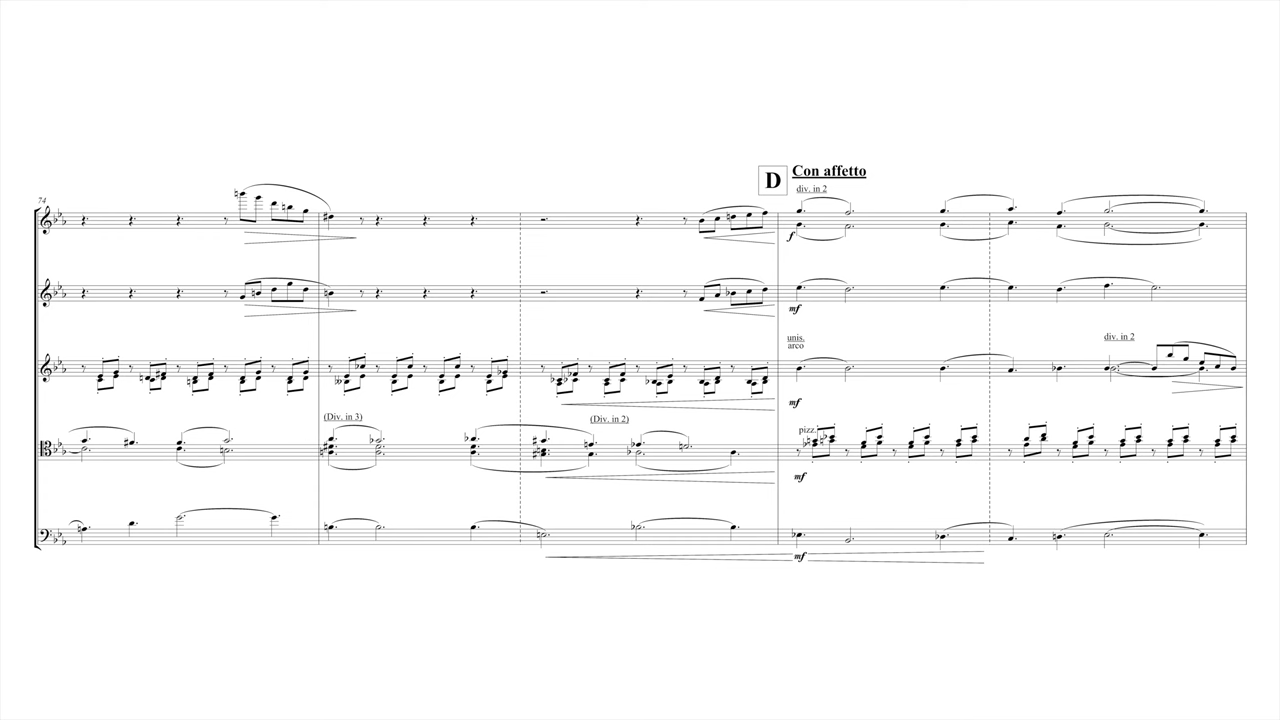 D
Con affetto
div. in 2
74
f
mf
unis.
arco
div. in 2
mf
(Div. in 3)
(Div. in 2)
pizz.
mf
mf